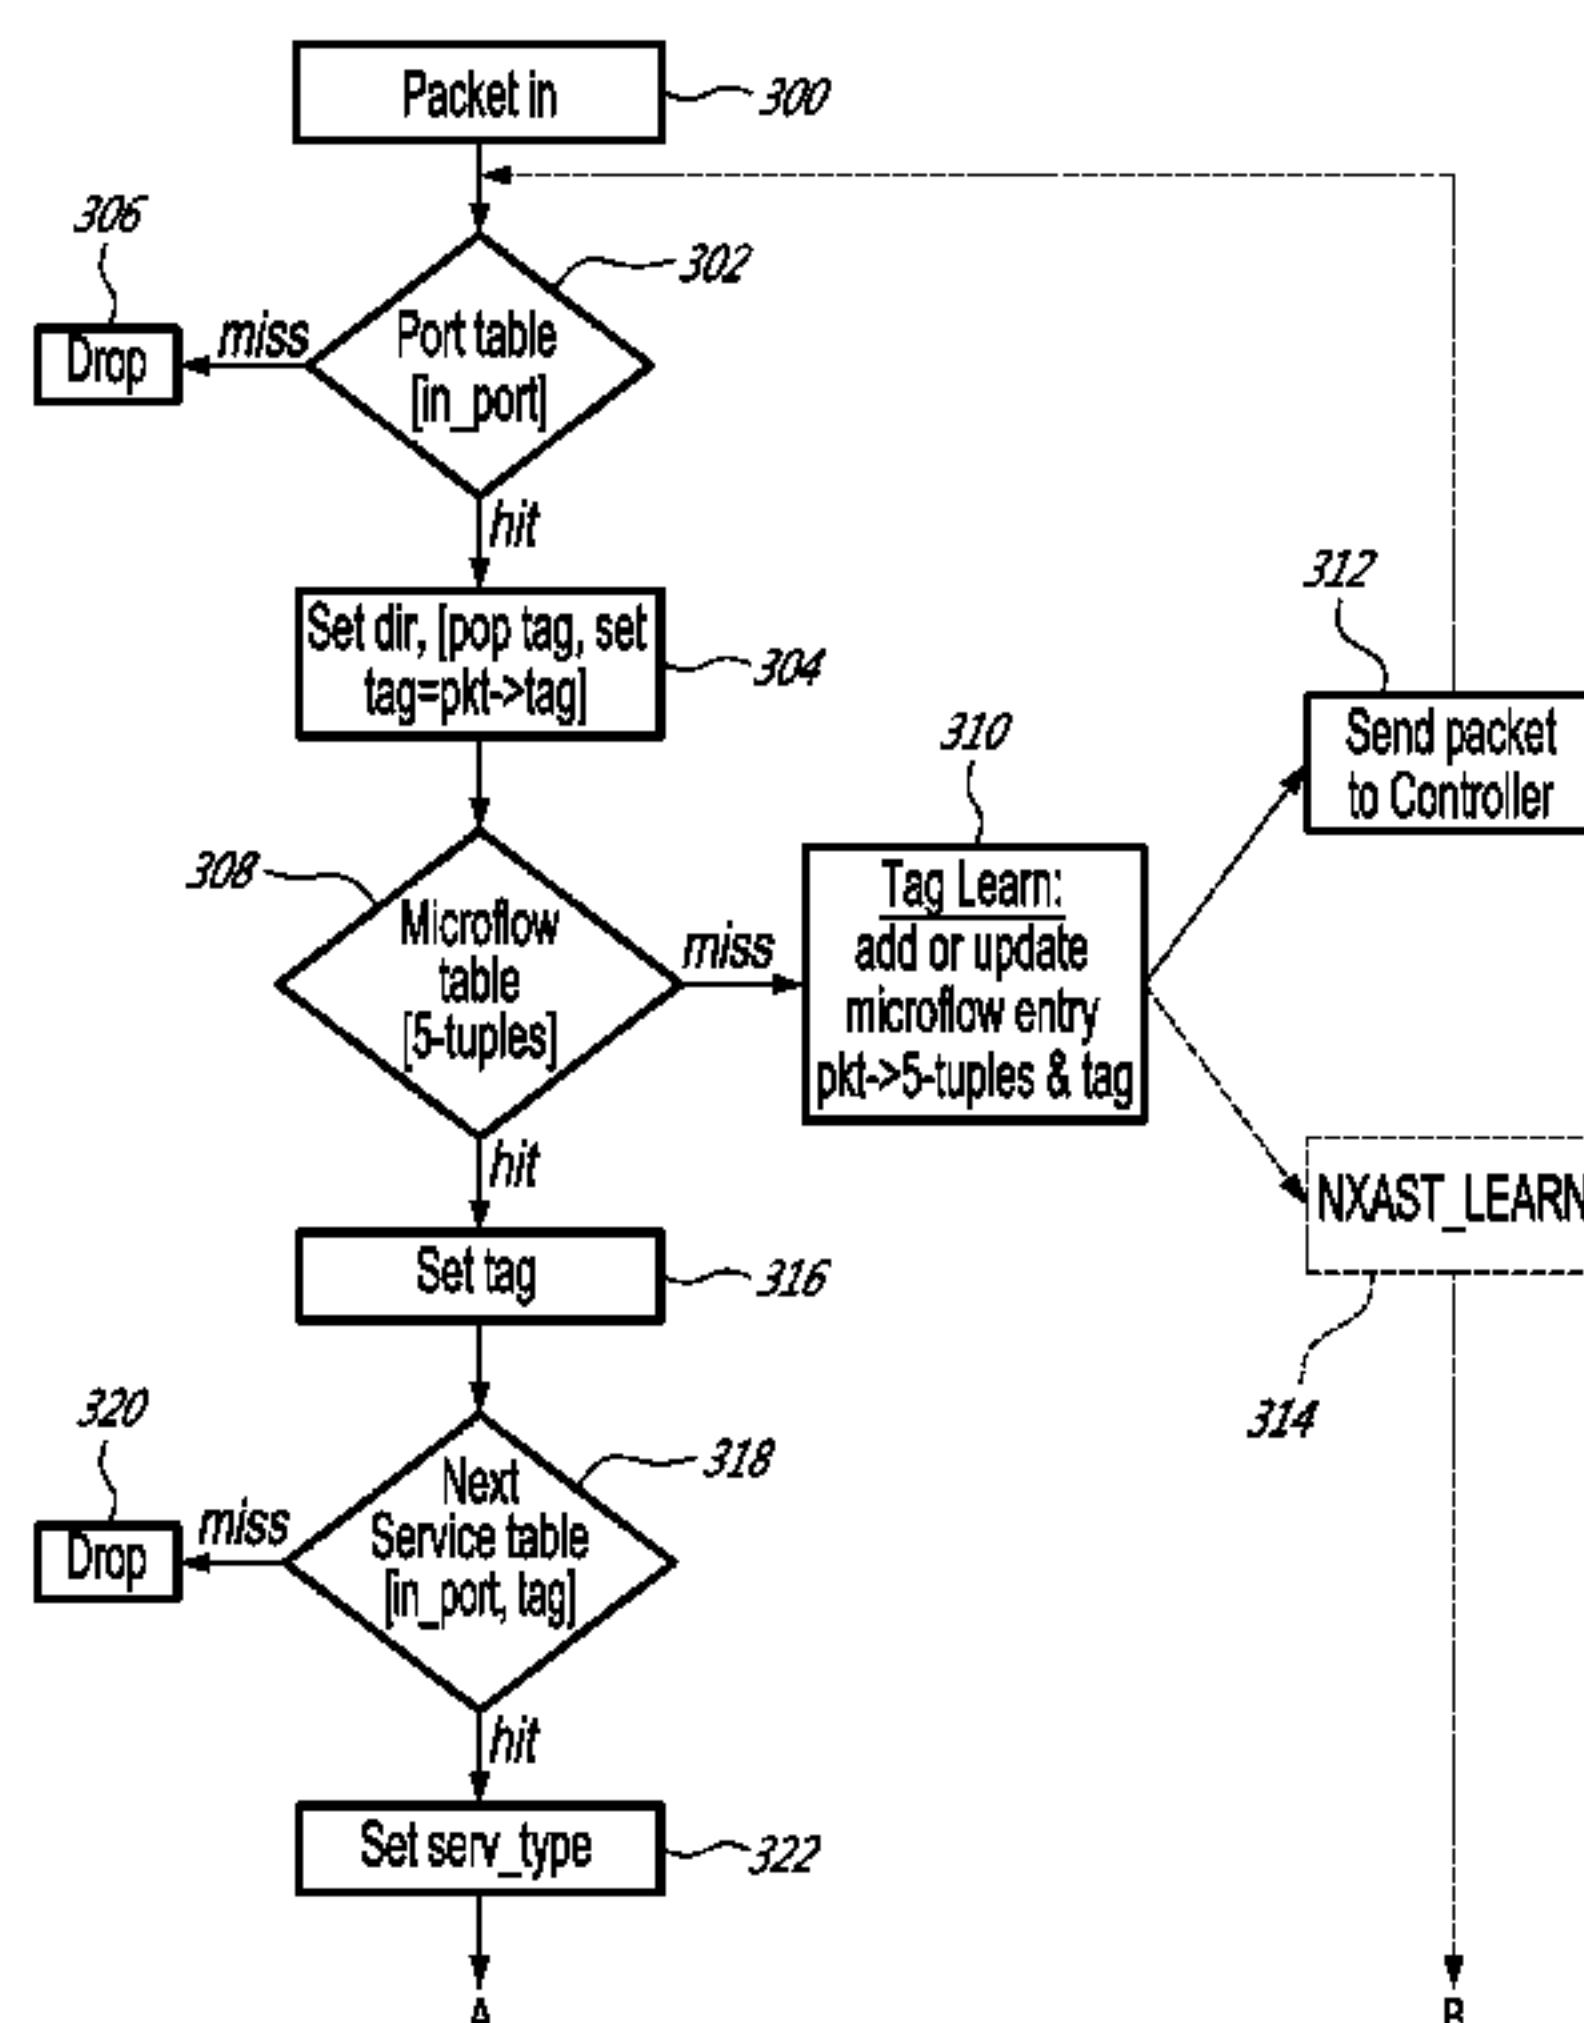 Packet in
300
306
302
Drop
miss
Port table
[in_port]
hit
Set dir, [pop tag, set
tag=pkt->tag]
304
312
Send packet
to Controller
310
308
Microflow
table
[5-tuples]
miss
Tag Learn:
add or update
microflow entry
pkt->5-tuples & tag
hit
NXAST_LEARN
314
Set tag
316
320
318
Drop
miss
Next
Service table
[in_port, tag]
hit
Set serv_type
322
A
B